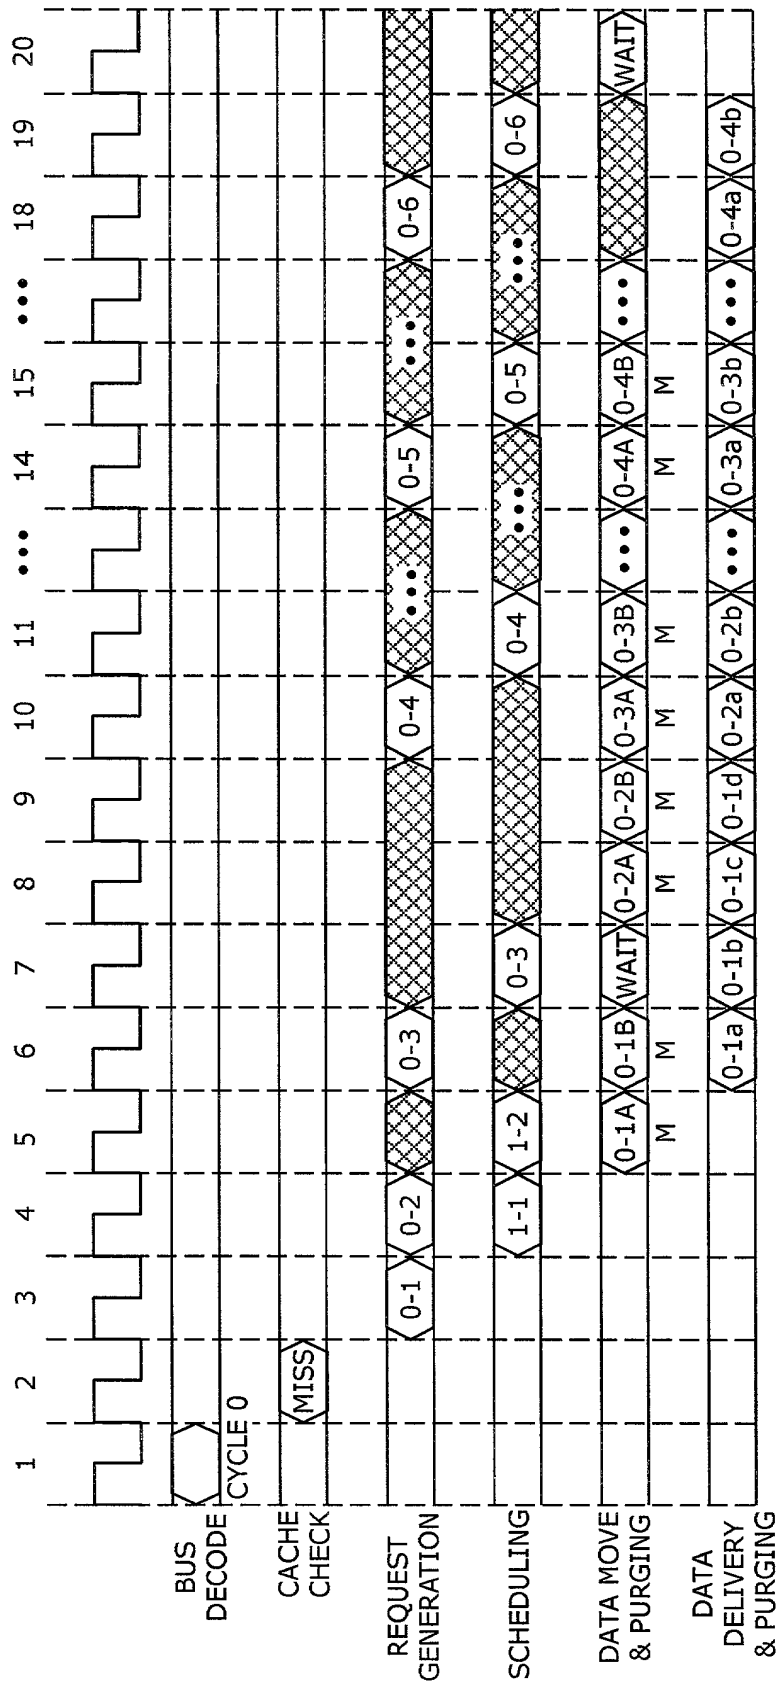 1 2 3 4 5 6 7 8 9 10 11 ••• 14 15 ••• 18 19 20
BUS
DECODE
CYCLE 0
CACHE
CHECK
MISS
REQUEST
GENERATION
0-1 0-2 0-3 0-4 ••• 0-5 ••• 0-6
SCHEDULING
1-1 1-2 0-3 0-4 ••• 0-5 ••• 0-6
DATA MOVE
& PURGING
0-1A 0-1B WAIT 0-2A 0-2B 0-3A 0-3B ••• 0-4A 0-4B ••• WAIT
M M M M M M M M
DATA
DELIVERY
& PURGING
0-1a 0-1b 0-1c 0-1d 0-2a 0-2b ••• 0-3a 0-3b ••• 0-4a 0-4b